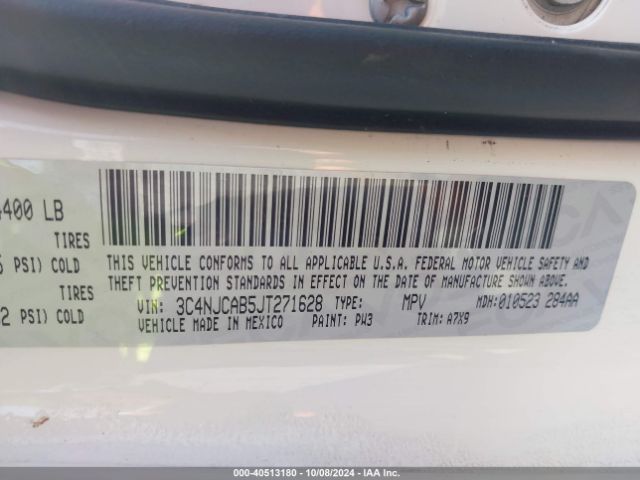 400 LB
TIRES
PSI) COLD
TIRES
2 PSI) COLD
THIS VEHICLE CONFORMS TO ALL APPLICABLE U.S.A. FEDERAL MOTOR VEHICLE SAFETY AND
THEFT PREVENTION STANDARDS IN EFFECT ON THE DATE OF MANUFACTURE SHOWN ABOVE.
VIN: 3C4NJCAB5JT271628 TYPE: MPV MDH:010523 284AA
VEHICLE MADE IN MEXICO PAINT: PW3 TRIM: A7X9
000-40513180 - 10/08/2024 - IAA Inc.